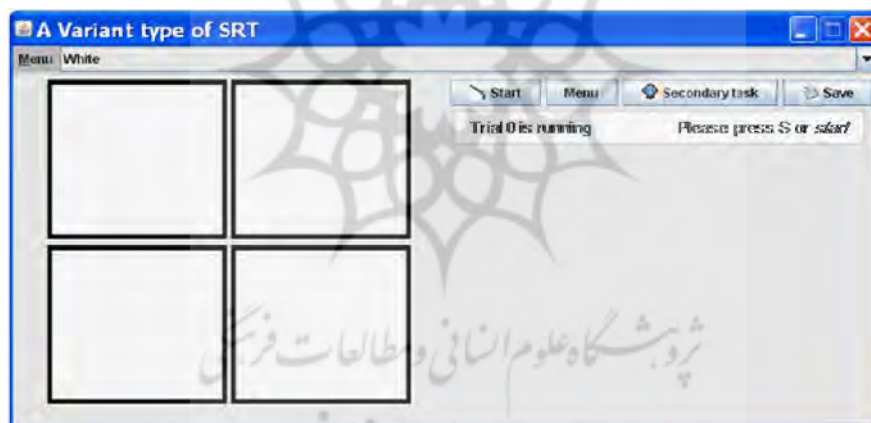 A Variant type of SRT
Menu White
Start Menu Secondary task Save
Trial 0 is running Please press S or start
پژوهشگاه علوم انسانی و مطالعات فرهنگی